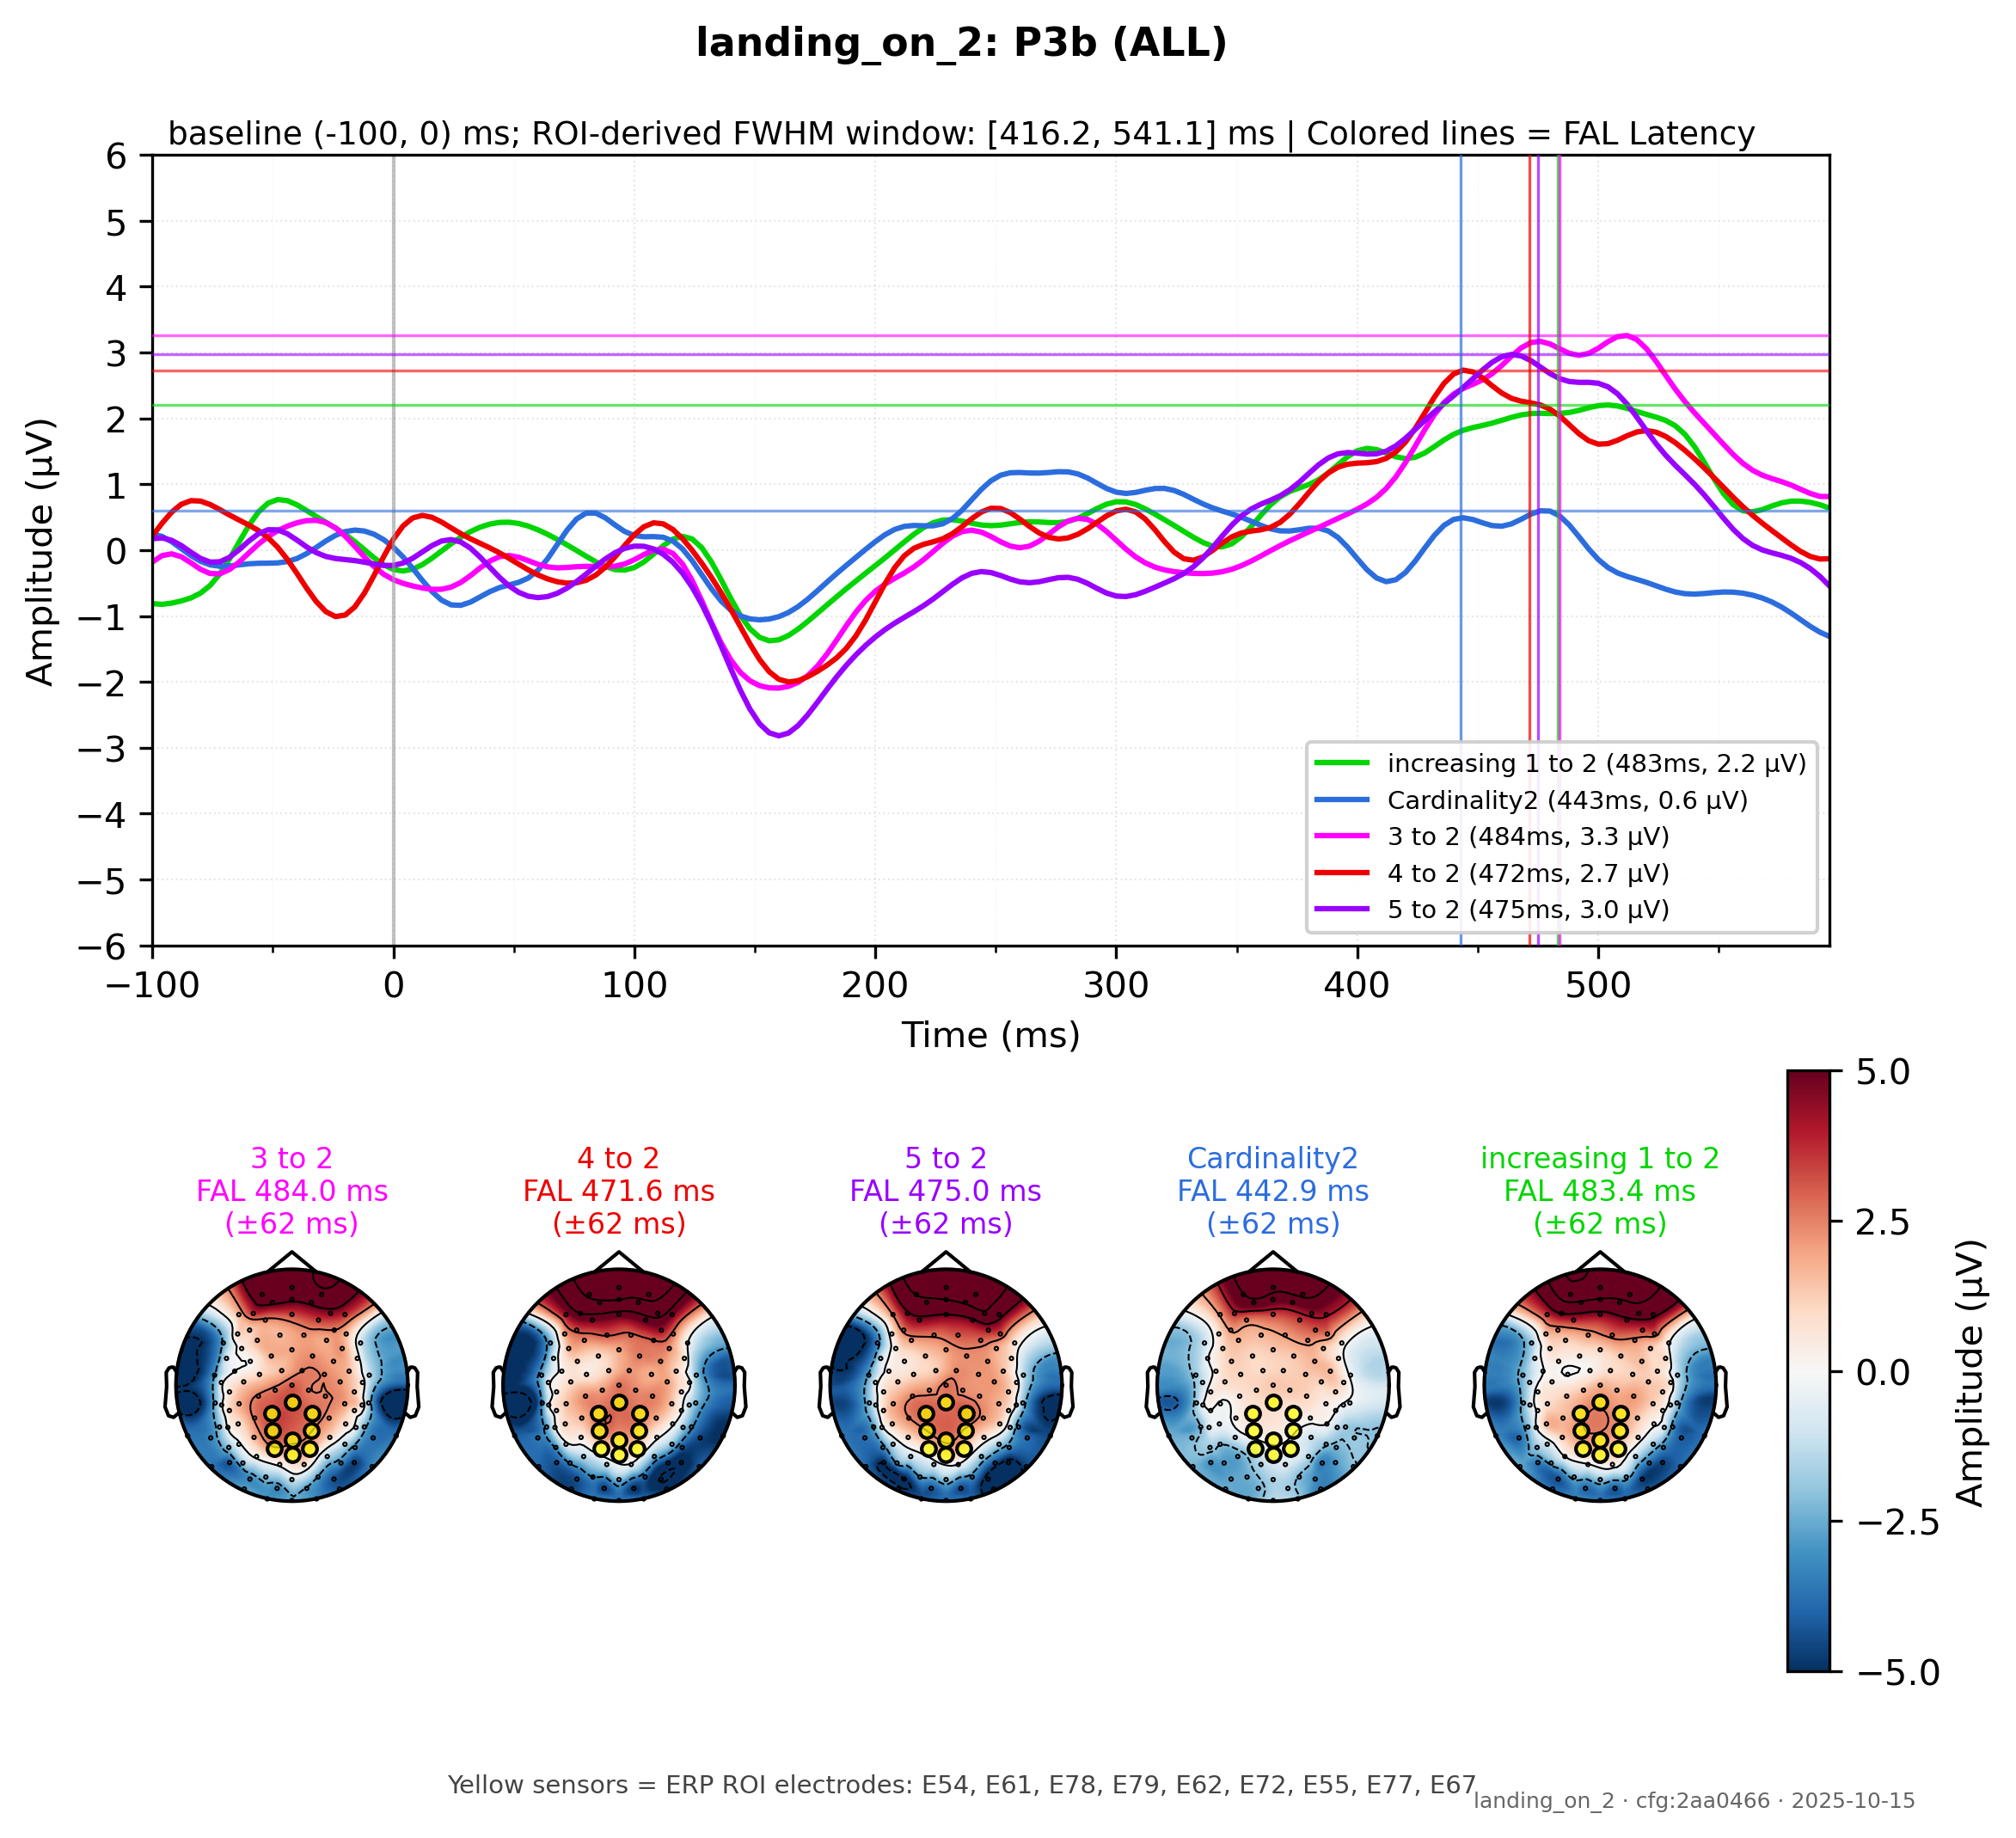 landing_on_2: P3b (ALL)
baseline (-100, 0) ms; ROI-derived FWHM window: [416.2, 541.1] ms | Colored lines = FAL Latency
6
5
4
3
2
1
0
−1
−2
−3
−4
−5
−6
Amplitude (μV)
increasing 1 to 2 (483ms, 2.2 μV)
Cardinality2 (443ms, 0.6 μV)
3 to 2 (484ms, 3.3 μV)
4 to 2 (472ms, 2.7 μV)
5 to 2 (475ms, 3.0 μV)
−100 0 100 200 300 400 500
Time (ms)
3 to 2
FAL 484.0 ms
(±62 ms)
4 to 2
FAL 471.6 ms
(±62 ms)
5 to 2
FAL 475.0 ms
(±62 ms)
Cardinality2
FAL 442.9 ms
(±62 ms)
increasing 1 to 2
FAL 483.4 ms
(±62 ms)
5.0
2.5
0.0
−2.5
−5.0
Amplitude (μV)
Yellow sensors = ERP ROI electrodes: E54, E61, E78, E79, E62, E72, E55, E77, E67
landing_on_2 · cfg:2aa0466 · 2025-10-15